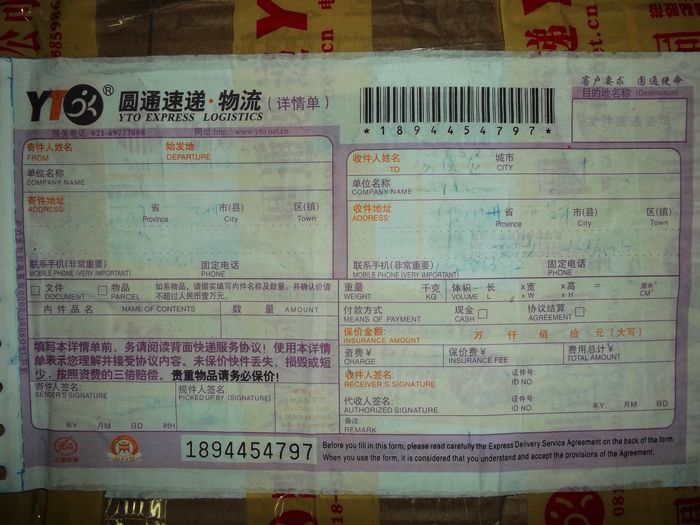 YTO® 圆通速递·物流(详情单)
YTO EXPRESS LOGISTICS
服务电话:021-69777888 网址:http://www.yto.net.cn
*1894454797*
客户要求 圆通使命
目的地名称(Destination)
寄件人姓名 始发地
FROM DEPARTURE
单位名称
COMPANY NAME
寄件地址 省 市(县) 区(镇)
ADDRESS: Province City Town
联系手机(非常重要) 固定电话
MOBILE PHONE (VERY IMPORTANT) PHONE
收件人姓名 城市
TO CITY
单位名称
COMPANY NAME
收件地址 省 市(县) 区(镇)
ADDRESS: Province City Town
联系手机(非常重要) 固定电话
MOBILE PHONE (VERY IMPORTANT) PHONE
文件 物品 如系物品,请据实填写内件名称及数量,并确认价值
DOCUMENT PARCEL 不超过人民币壹万元.
内件品名 NAME OF CONTENTS 数量 AMOUNT
重量 千克 体积 长 x宽 x高 = 厘米³
WEIGHT KG VOLUME L x W x H CM³
付款方式 现金 协议结算
MEANS OF PAYMENT CASH AGREEMENT
保价金额: 万 仟 佰 拾 元(大写)
INSURANCE AMOUNT
资费:¥ 保价费/¥ 费用总计/¥
CHARGE INSURANCE FEE TOTAL AMOUNT
填写本详情单前,务请阅读背面快递服务协议!使用本详情
单表示您理解并接受协议内容。未保价快件丢失、损毁或短
少,按照资费的三倍赔偿。贵重物品请务必保价!
寄件人签名: 揽件人签名:
SENDER'S SIGNATURE PICKED UP BY (SIGNATURE)
年Y 月M 日D 时H
收件人签名: 证件号:
RECEIVER'S SIGNATURE ID NO.
代收人签名: 证件号:
AUTHORIZED SIGNATURE ID NO.
年Y 月M 日D
备注:
REMARK
1894454797
Before you fill in this form, please read carefully the Express Delivery Service Agreement on the back of the form.
When you use the form, it is considered that you understand and accept the provisions of the Agreement.